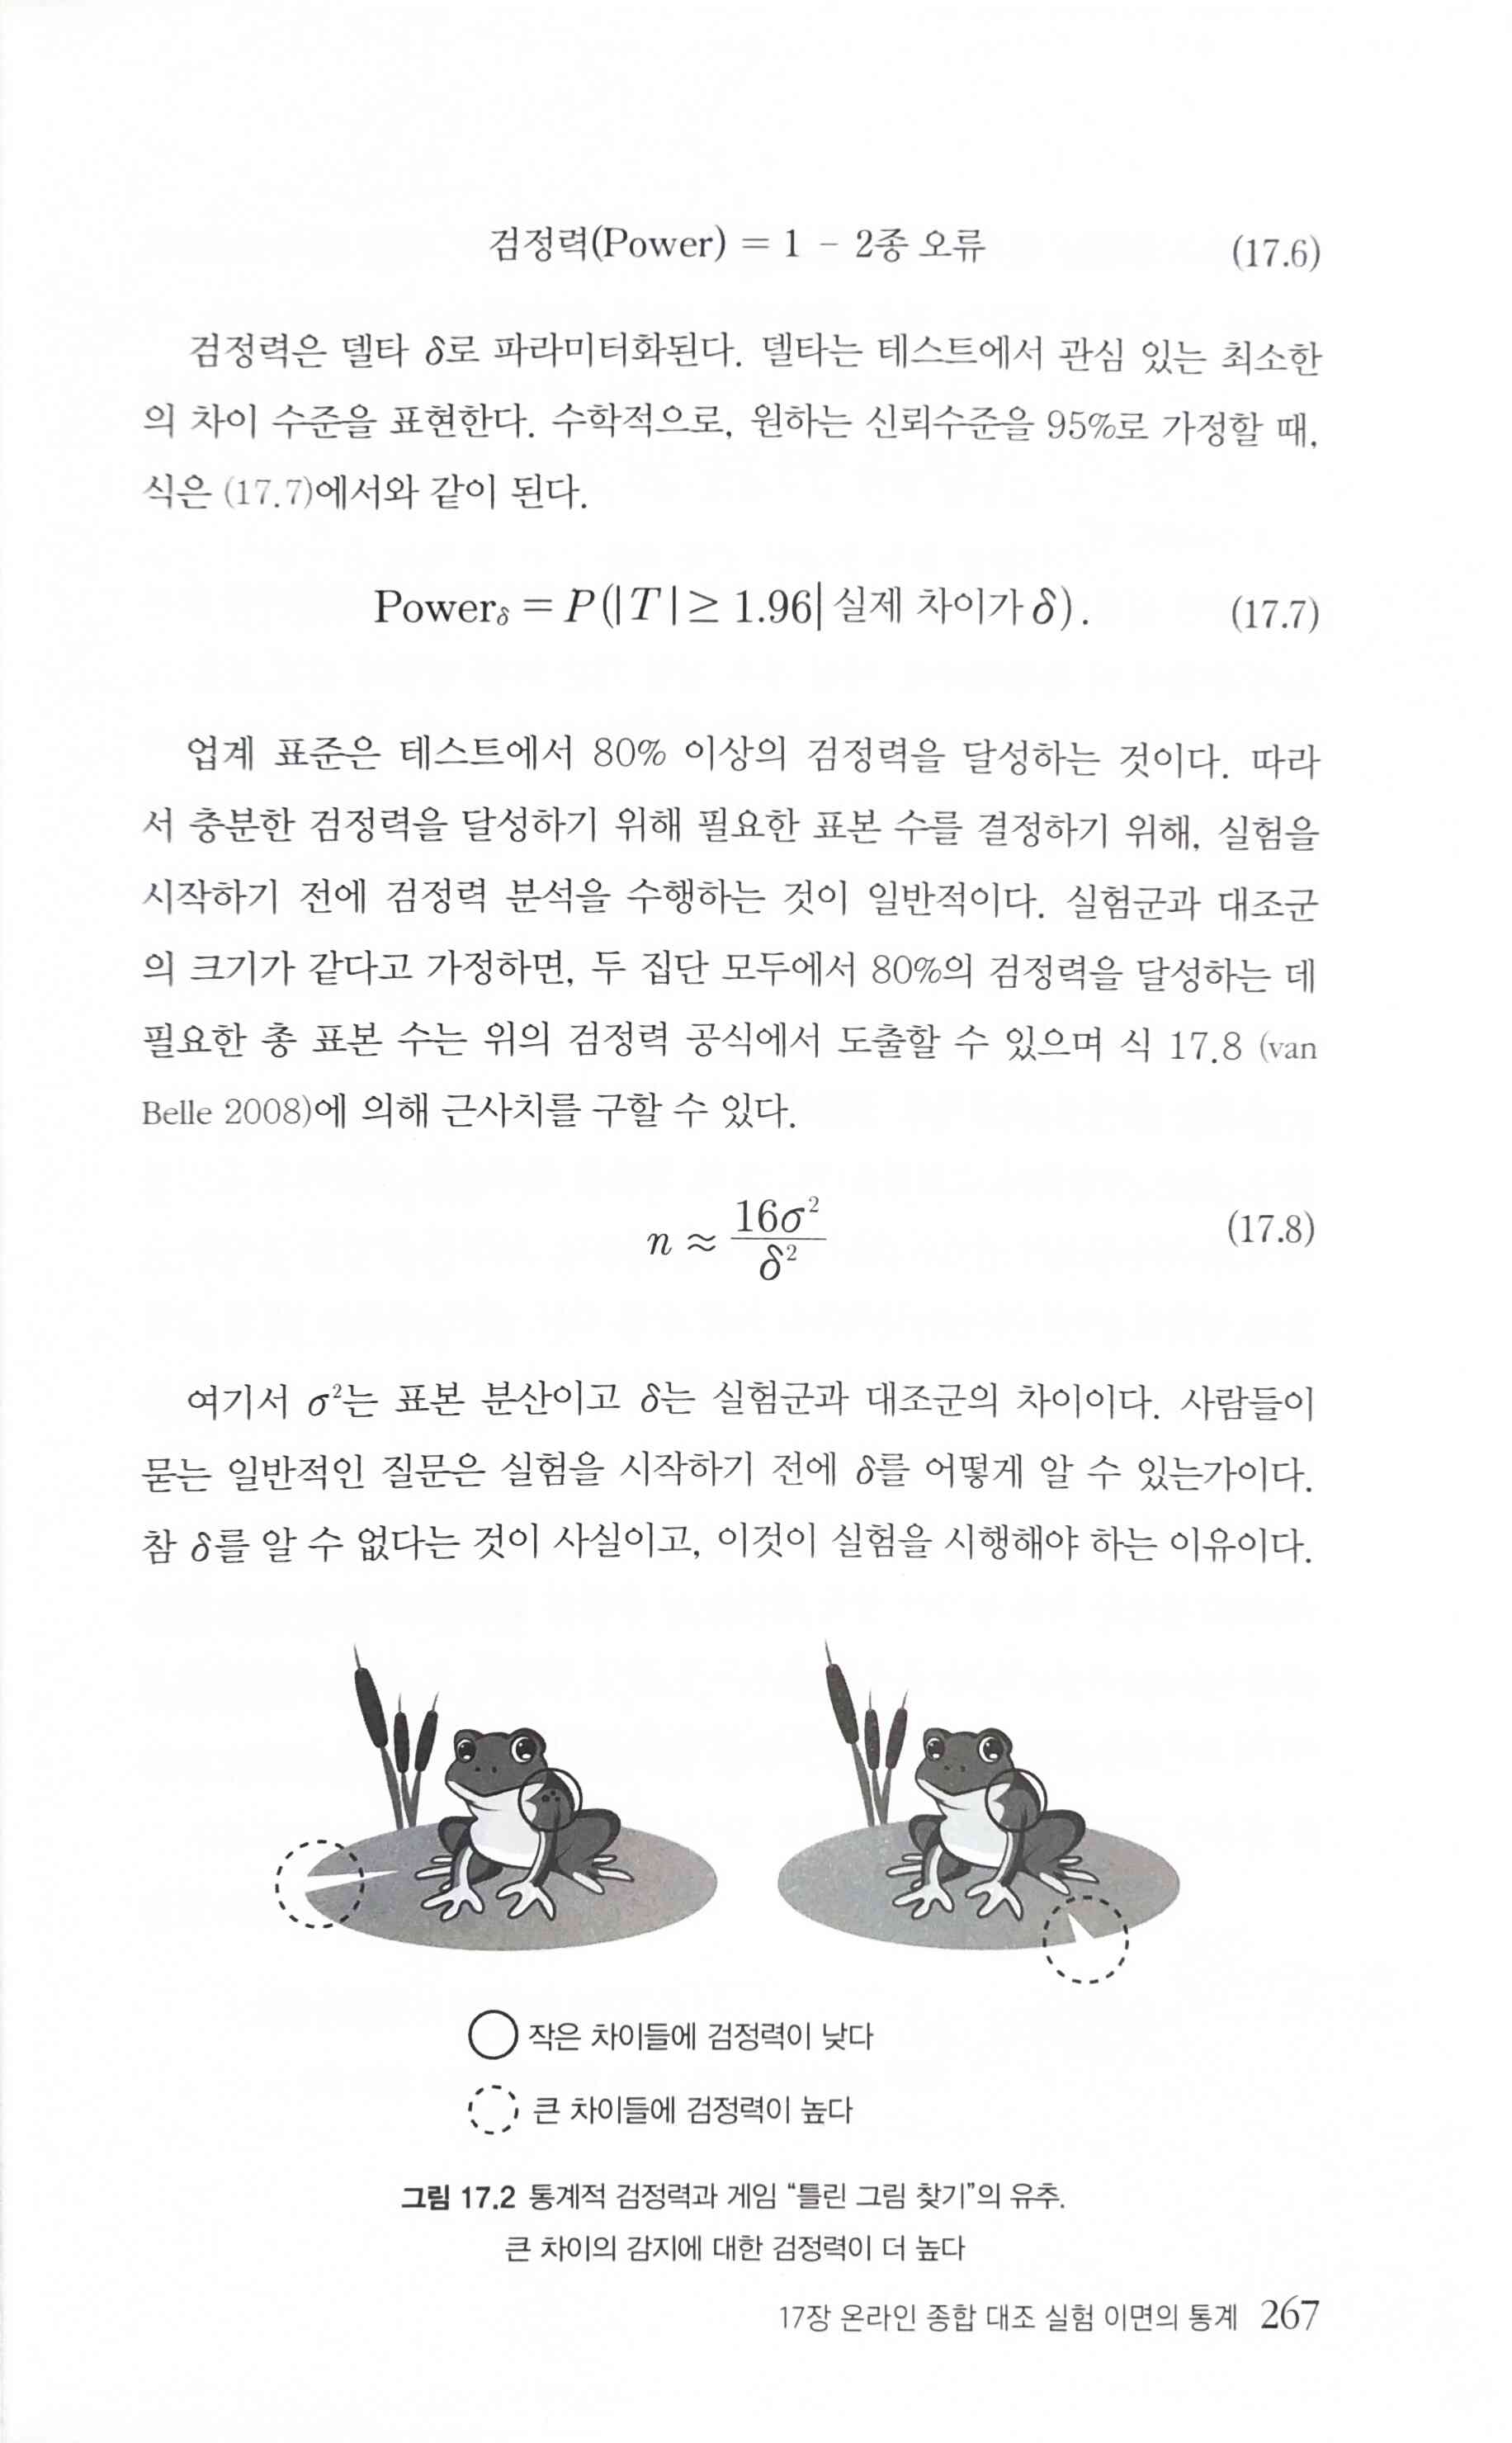 검정력(Power) = 1 - 2종 오류 (17.6)
검정력은 델타 δ로 파라미터화된다. 델타는 테스트에서 관심 있는 최소한
의 차이 수준을 표현한다. 수학적으로, 원하는 신뢰수준을 95%로 가정할 때,
식은 (17.7)에서와 같이 된다.
Power_δ = P(|T| ≥ 1.96| 실제 차이가 δ). (17.7)
업계 표준은 테스트에서 80% 이상의 검정력을 달성하는 것이다. 따라
서 충분한 검정력을 달성하기 위해 필요한 표본 수를 결정하기 위해, 실험을
시작하기 전에 검정력 분석을 수행하는 것이 일반적이다. 실험군과 대조군
의 크기가 같다고 가정하면, 두 집단 모두에서 80%의 검정력을 달성하는 데
필요한 총 표본 수는 위의 검정력 공식에서 도출할 수 있으며 식 17.8 (van
Belle 2008)에 의해 근사치를 구할 수 있다.
n ≈ 16σ² / δ² (17.8)
여기서 σ²는 표본 분산이고 δ는 실험군과 대조군의 차이이다. 사람들이
묻는 일반적인 질문은 실험을 시작하기 전에 δ를 어떻게 알 수 있는가이다.
참 δ를 알 수 없다는 것이 사실이고, 이것이 실험을 시행해야 하는 이유이다.
작은 차이들에 검정력이 낮다
큰 차이들에 검정력이 높다
그림 17.2 통계적 검정력과 게임 “틀린 그림 찾기”의 유추.
큰 차이의 감지에 대한 검정력이 더 높다
17장 온라인 종합 대조 실험 이면의 통계 267